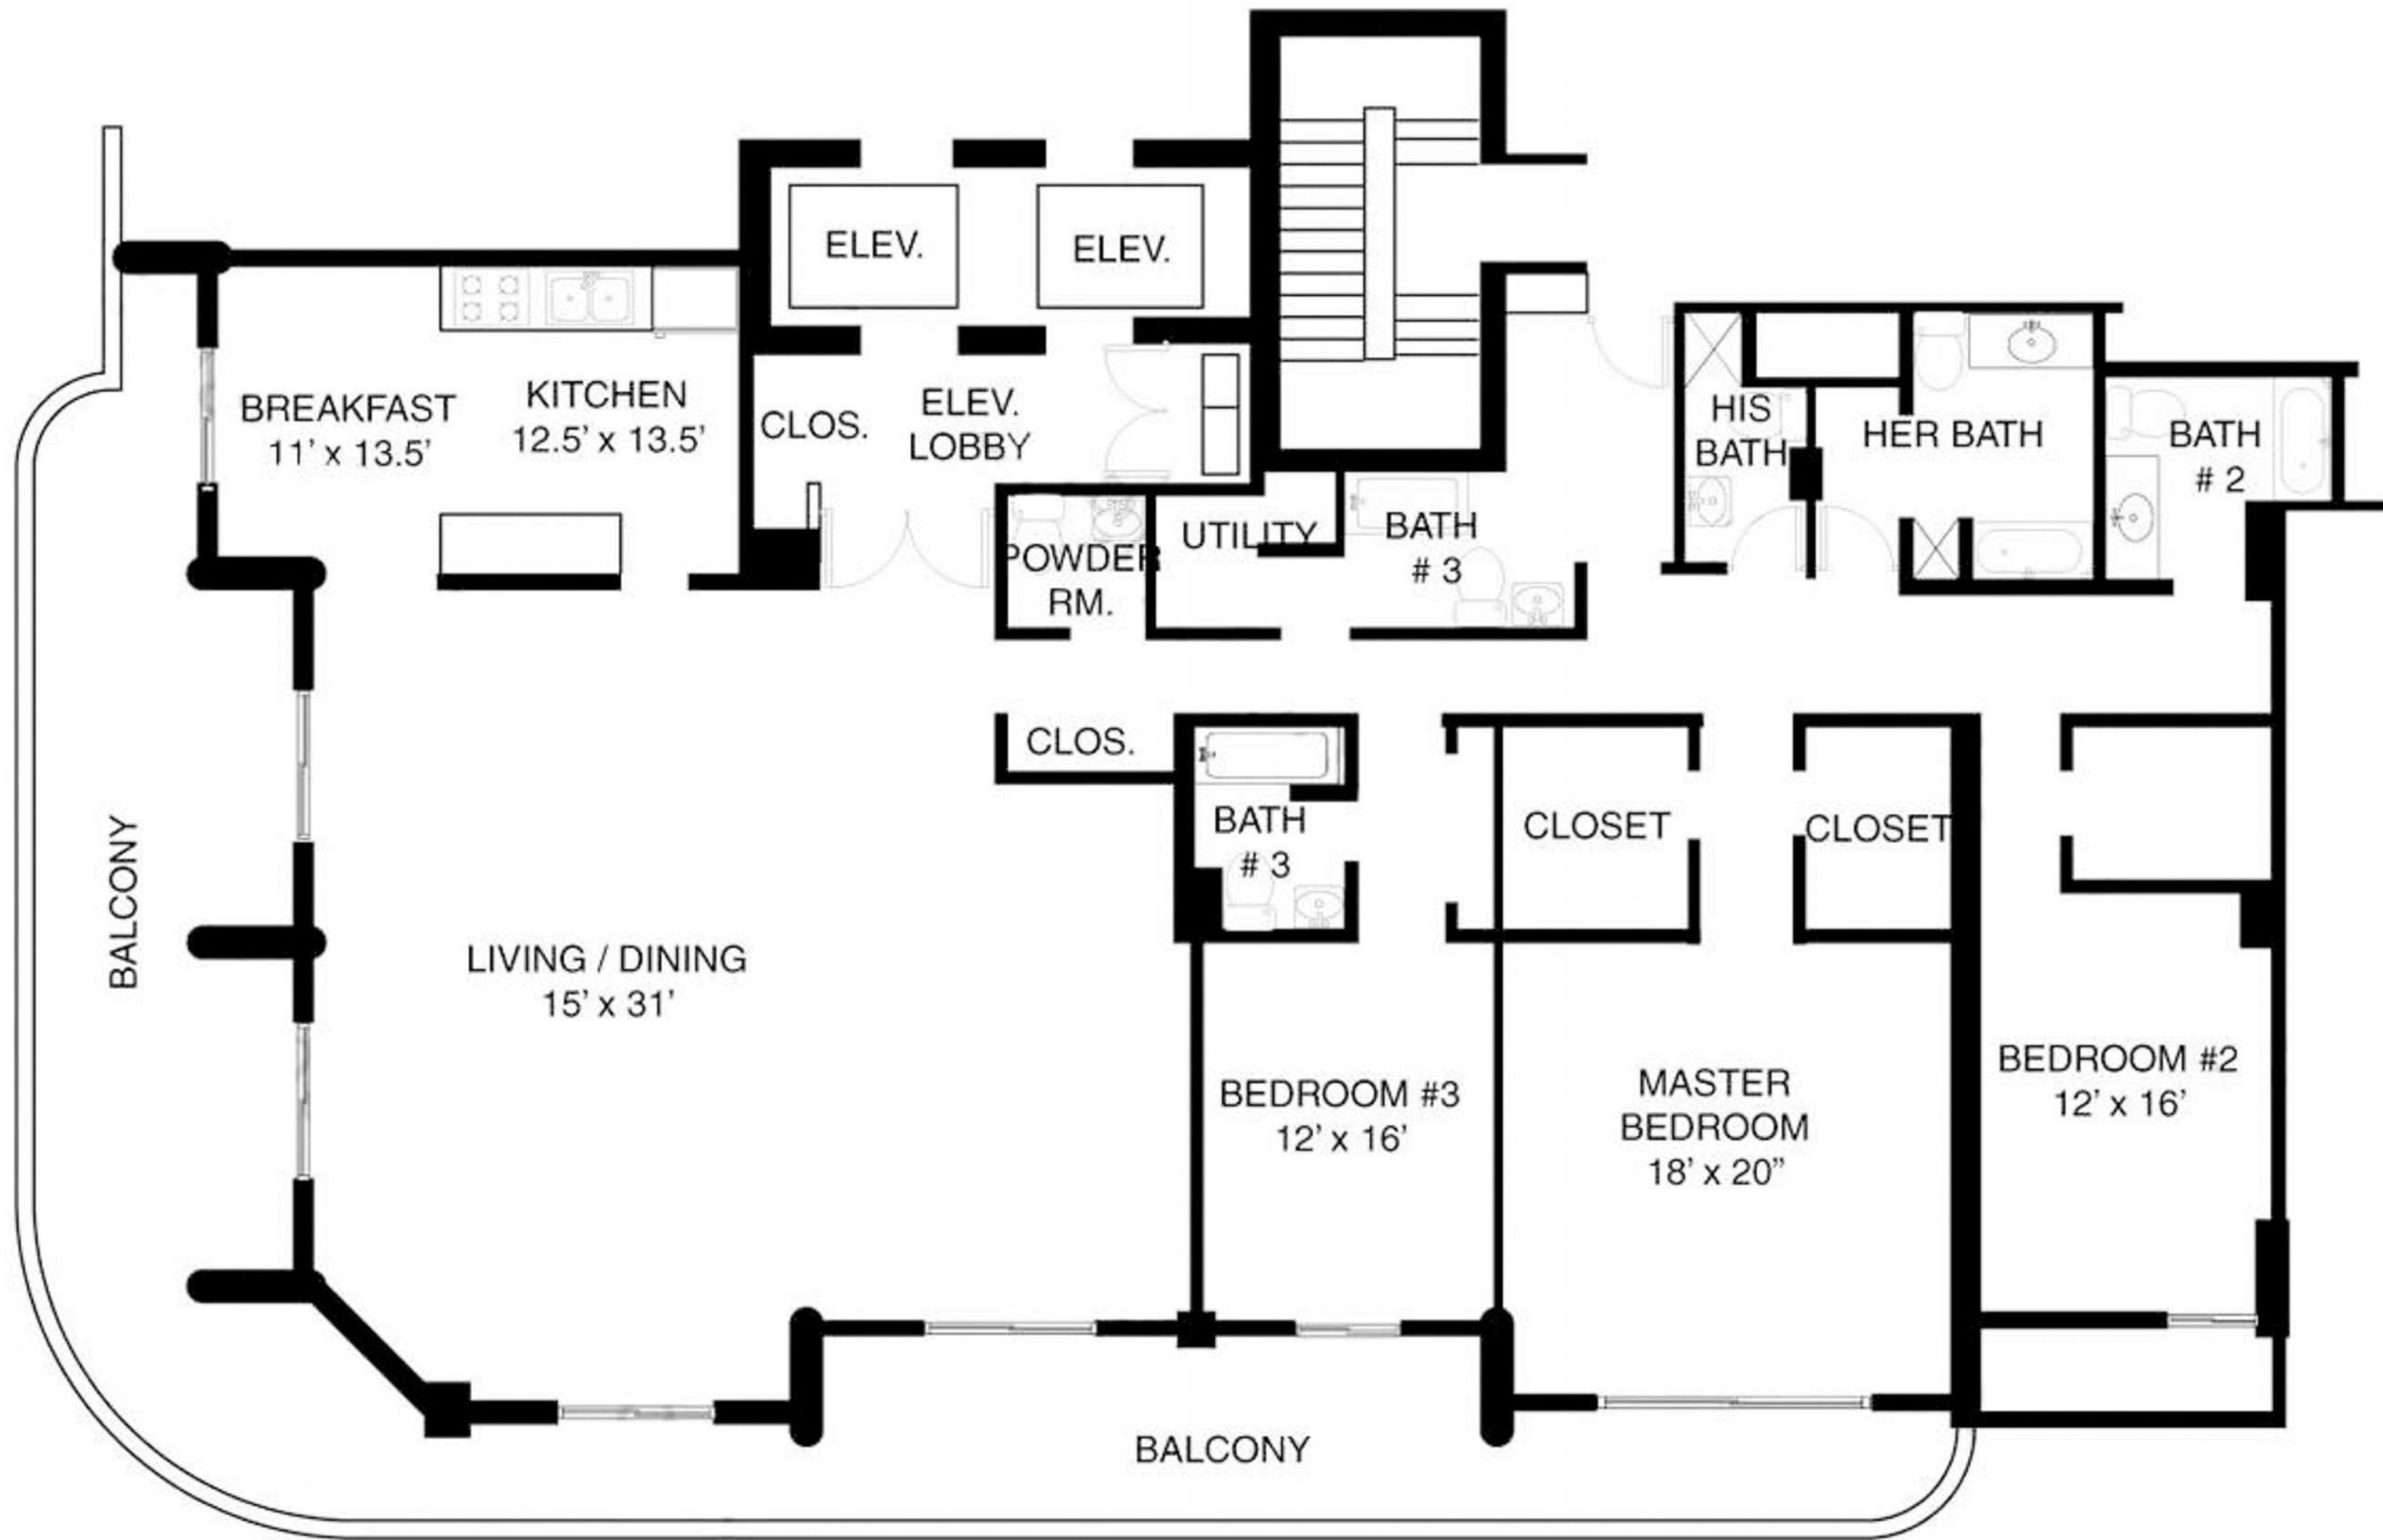 ELEV.
ELEV.
BREAKFAST
11’ x 13.5’
KITCHEN
12.5’ x 13.5’
CLOS.
ELEV.
LOBBY
HIS
BATH
HER BATH
BATH
# 2
POWDER
RM.
UTILITY
BATH
# 3
CLOS.
BATH
# 3
CLOSET
CLOSET
BALCONY
LIVING / DINING
15’ x 31’
BEDROOM #3
12’ x 16’
MASTER
BEDROOM
18’ x 20”
BEDROOM #2
12’ x 16’
BALCONY